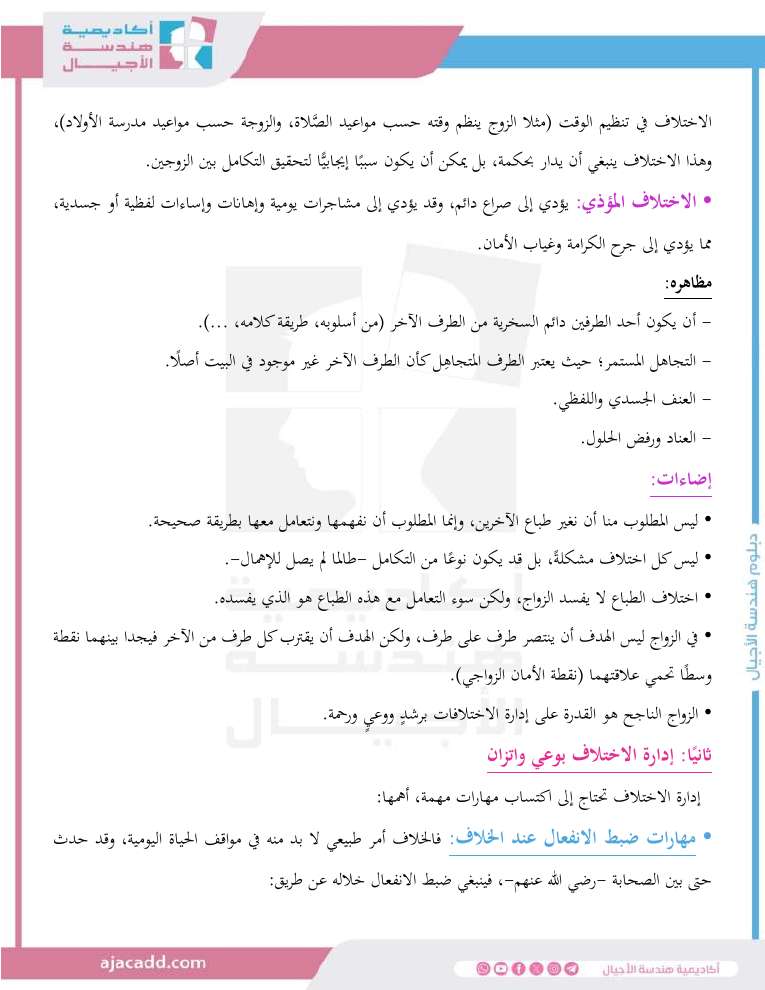 أكاديمية
هندسة
الأجيال
الاختلاف في تنظيم الوقت (مثلا الزوج ينظم وقته حسب مواعيد الصَّلاة، والزوجة حسب مواعيد مدرسة الأولاد)،
وهذا الاختلاف ينبغي أن يدار بحكمة، بل يمكن أن يكون سببًا إيجابيًّا لتحقيق التكامل بين الزوجين.
• الاختلاف المؤذي: يؤدي إلى صراع دائم، وقد يؤدي إلى مشاجرات يومية وإهانات وإساءات لفظية أو جسدية،
مما يؤدي إلى جرح الكرامة وغياب الأمان.
مظاهره:
- أن يكون أحد الطرفين دائم السخرية من الطرف الآخر (من أسلوبه، طريقة كلامه، ...).
- التجاهل المستمر؛ حيث يعتبر الطرف المتجاهِل كأن الطرف الآخر غير موجود في البيت أصلًا.
- العنف الجسدي واللفظي.
- العناد ورفض الحلول.
إضاءات:
• ليس المطلوب منا أن نغير طباع الآخرين، وإنما المطلوب أن نفهمها ونتعامل معها بطريقة صحيحة.
• ليس كل اختلاف مشكلةً، بل قد يكون نوعًا من التكامل -طالما لم يصل للإهمال-.
• اختلاف الطباع لا يفسد الزواج، ولكن سوء التعامل مع هذه الطباع هو الذي يفسده.
• في الزواج ليس الهدف أن ينتصر طرف على طرف، ولكن الهدف أن يقترب كل طرف من الآخر فيجدا بينهما نقطة
وسطًا تحمي علاقتهما (نقطة الأمان الزواجي).
• الزواج الناجح هو القدرة على إدارة الاختلافات برشدٍ ووعيٍ ورحمة.
ثانيًا: إدارة الاختلاف بوعي واتزان
إدارة الاختلاف تحتاج إلى اكتساب مهارات مهمة، أهمها:
• مهارات ضبط الانفعال عند الخلاف: فالخلاف أمر طبيعي لا بد منه في مواقف الحياة اليومية، وقد حدث
حتى بين الصحابة -رضي الله عنهم-، فينبغي ضبط الانفعال خلاله عن طريق:
دبلوم هندسة الأجيال
أكاديمية هندسة الأجيال
ajacadd.com